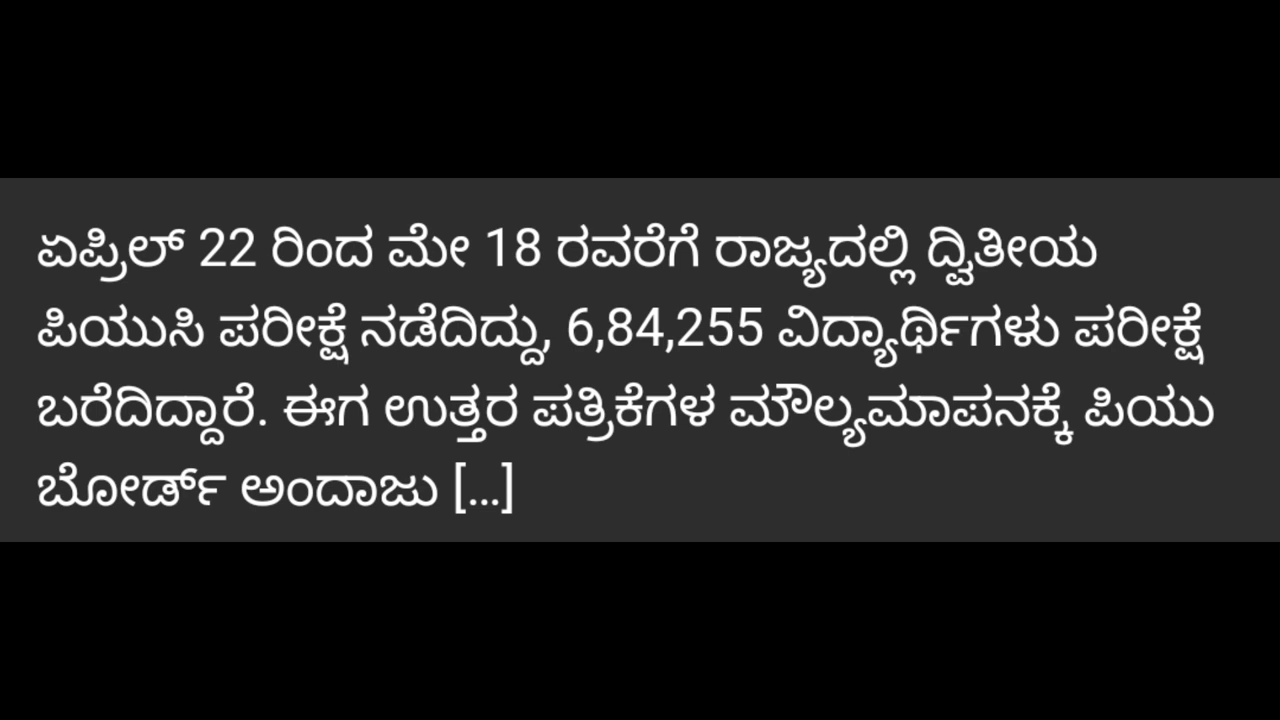 ಏಪ್ರಿಲ್ 22 ರಿಂದ ಮೇ 18 ರವರೆಗೆ ರಾಜ್ಯದಲ್ಲಿ ದ್ವಿತೀಯ
ಪಿಯುಸಿ ಪರೀಕ್ಷೆ ನಡೆದಿದ್ದು, 6,84,255 ವಿದ್ಯಾರ್ಥಿಗಳು ಪರೀಕ್ಷೆ
ಬರೆದಿದ್ದಾರೆ. ಈಗ ಉತ್ತರ ಪತ್ರಿಕೆಗಳ ಮೌಲ್ಯಮಾಪನಕ್ಕೆ ಪಿಯು
ಬೋರ್ಡ್ ಅಂದಾಜು [...]